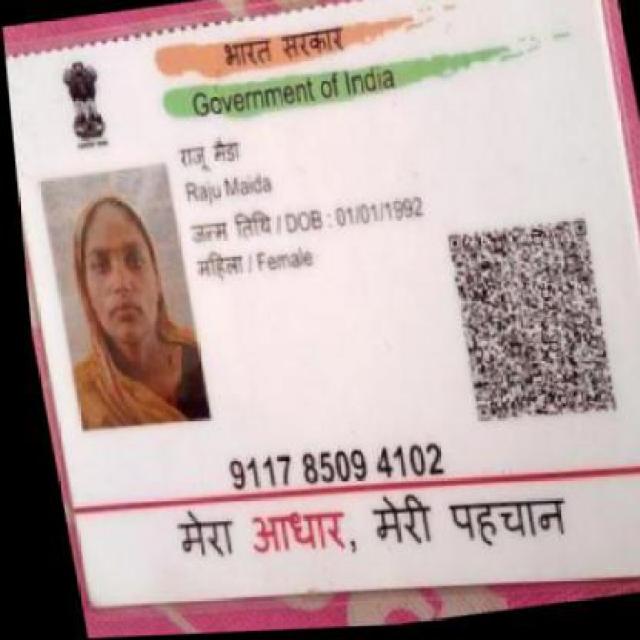 भारत सरकार
Government of India
राजू मैडा
Raju Maida
जन्म तिथि / DOB : 01/01/1992
महिला / Female
9117 8509 4102
मेरा आधार, मेरी पहचान